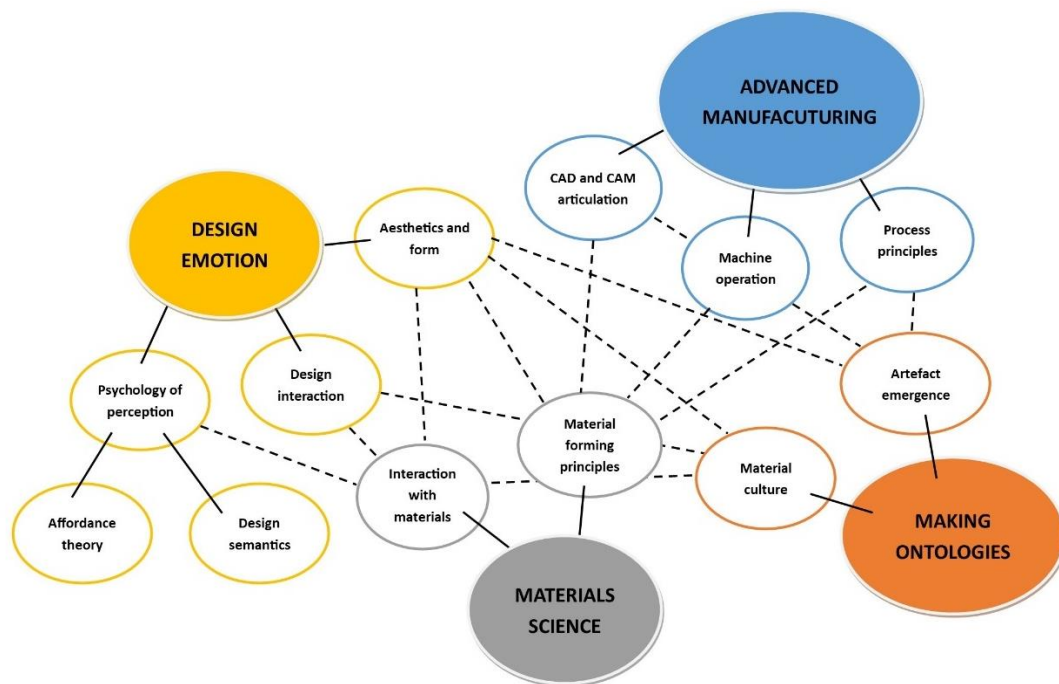 ADVANCED
MANUFACUTURING
CAD and CAM
articulation
DESIGN
EMOTION
Aesthetics and
form
Process
principles
Machine
operation
Design
interaction
Artefact
emergence
Psychology of
perception
Material
forming
principles
Interaction
with
materials
Material
culture
Affordance
theory
Design
semantics
MAKING
ONTOLOGIES
MATERIALS
SCIENCE